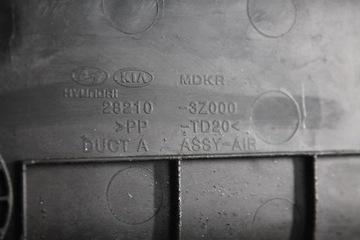 KIA MDKR
HYUNDAI
28210 -3Z000
>PP -TD20<
DUCT A ASSY-AIR